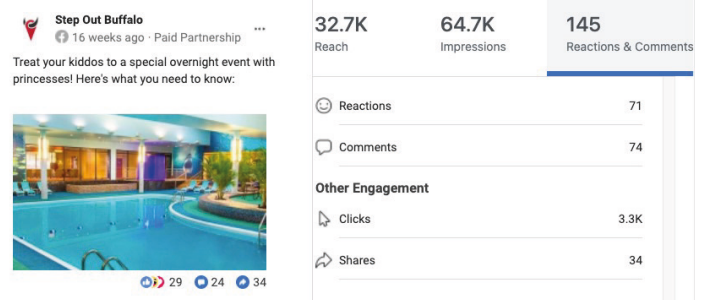 Step Out Buffalo
16 weeks ago · Paid Partnership
...
Treat your kiddos to a special overnight event with
princesses! Here's what you need to know:
29 24 34
32.7K 64.7K 145
Reach Impressions Reactions & Comments
Reactions 71
Comments 74
Other Engagement
Clicks 3.3K
Shares 34